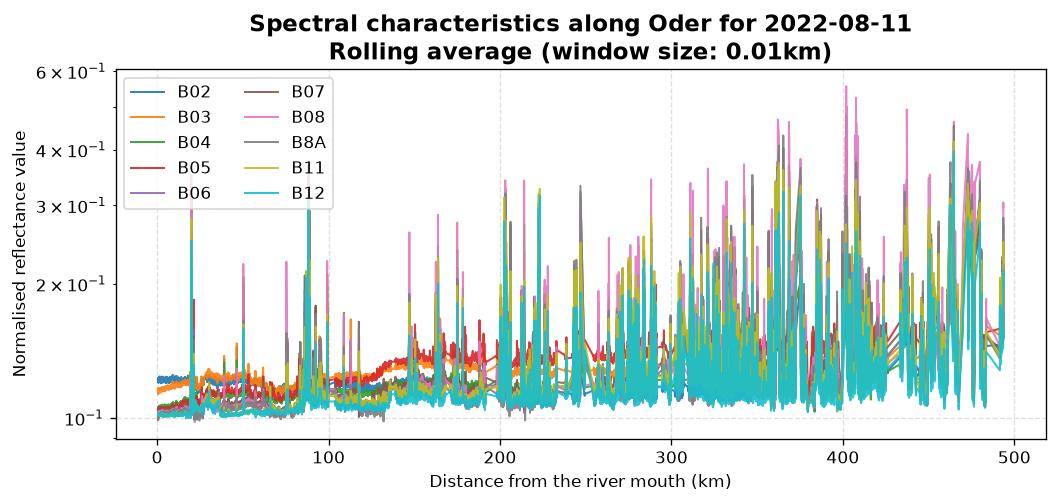 Spectral characteristics along Oder for 2022-08-11
Rolling average (window size: 0.01km)
6 × 10⁻¹
4 × 10⁻¹
3 × 10⁻¹
2 × 10⁻¹
10⁻¹
Normalised reflectance value
B02 B07
B03 B08
B04 B8A
B05 B11
B06 B12
0 100 200 300 400 500
Distance from the river mouth (km)